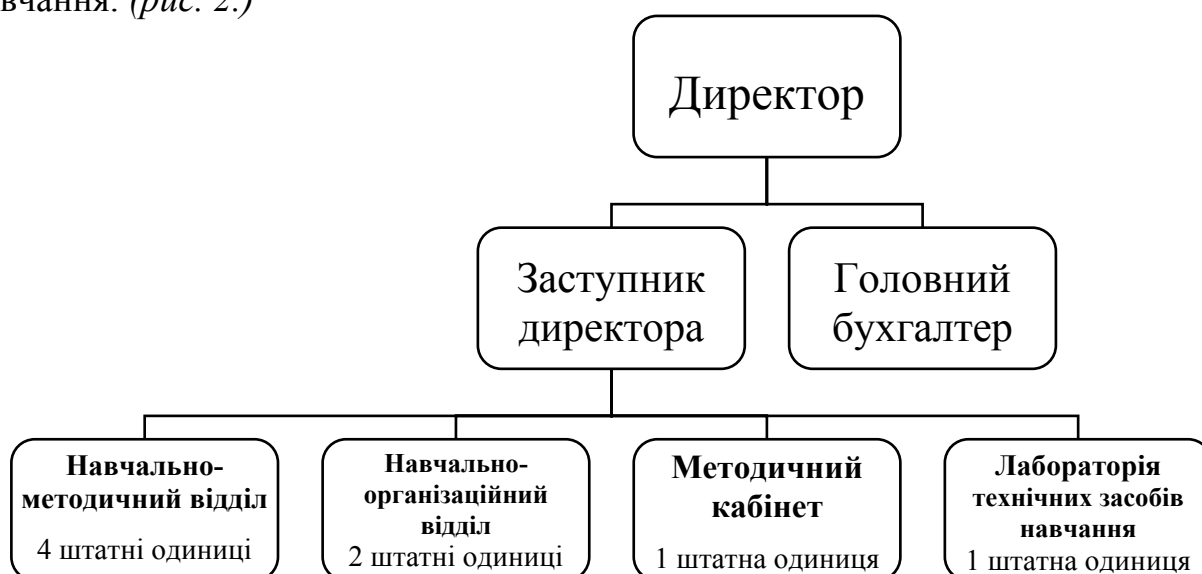 вчання. (рис. 2.)
Директор
Заступник
директора
Головний
бухгалтер
Навчально-
методичний відділ
4 штатні одиниці
Навчально-
організаційний
відділ
2 штатні одиниці
Методичний
кабінет
1 штатна одиниця
Лабораторія
технічних засобів
навчання
1 штатна одиниця